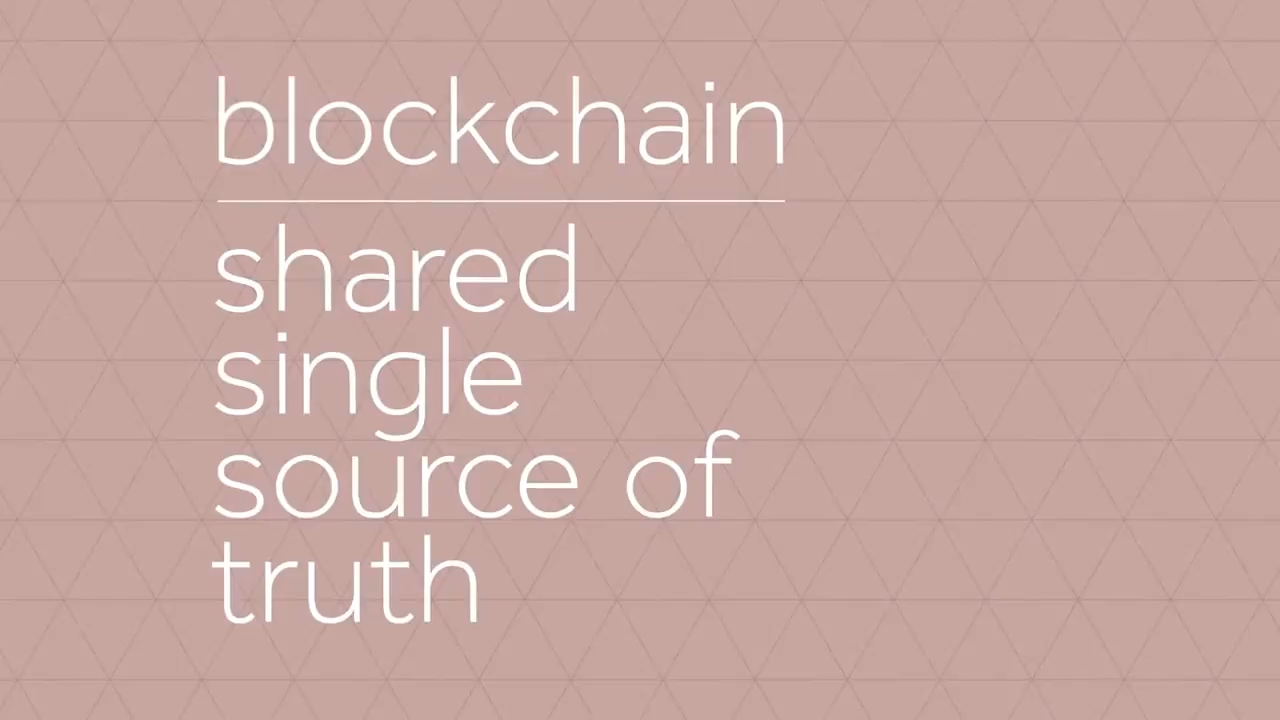 blockchain
shared
single
source of
truth